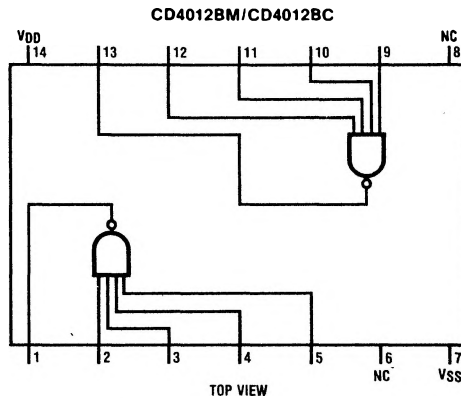 CD4012BM/CD4012BC
VDD
NC
14 13 12 11 10 9 8
1 2 3 4 5 6 7
NC
VSS
TOP VIEW